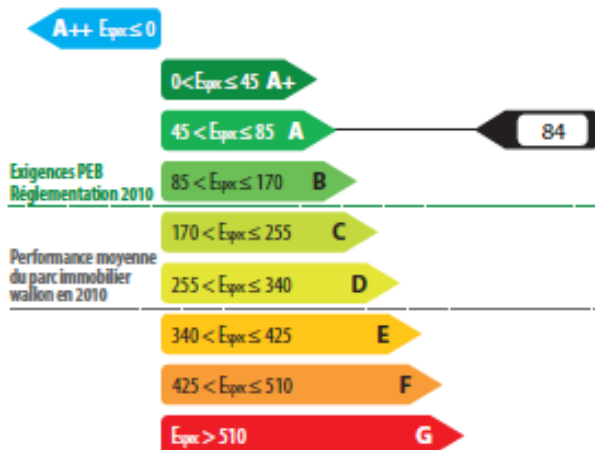 A++ Espec ≤ 0
0 < Espec ≤ 45 A+
45 < Espec ≤ 85 A
84
Exigences PEB
Réglementation 2010
85 < Espec ≤ 170 B
170 < Espec ≤ 255 C
Performance moyenne
du parc immobilier
wallon en 2010
255 < Espec ≤ 340 D
340 < Espec ≤ 425 E
425 < Espec ≤ 510 F
Espec > 510 G